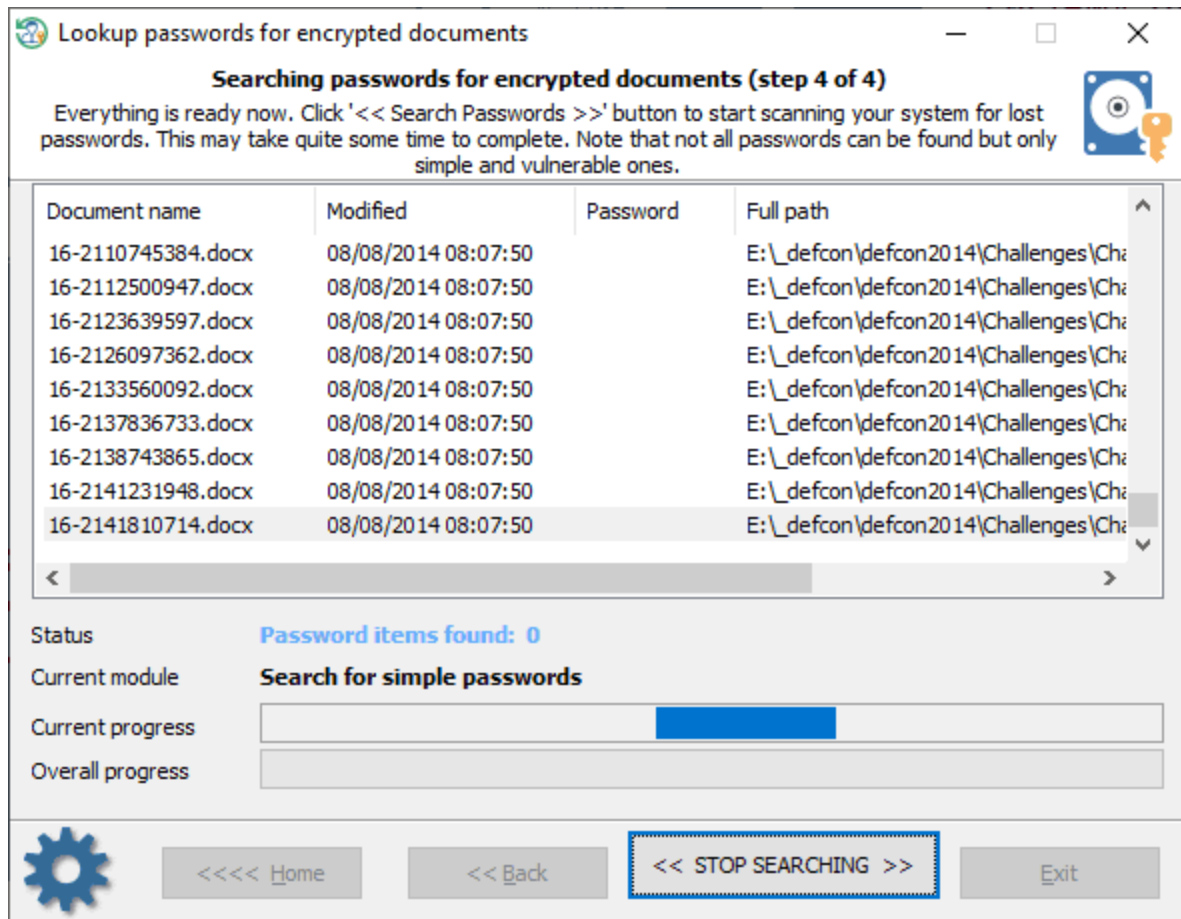 Lookup passwords for encrypted documents
Searching passwords for encrypted documents (step 4 of 4)
Everything is ready now. Click '<< Search Passwords >>' button to start scanning your system for lost
passwords. This may take quite some time to complete. Note that not all passwords can be found but only
simple and vulnerable ones.
Document name Modified Password Full path
16-2110745384.docx 08/08/2014 08:07:50 E:\_defcon\defcon2014\Challenges\Cha
16-2112500947.docx 08/08/2014 08:07:50 E:\_defcon\defcon2014\Challenges\Cha
16-2123639597.docx 08/08/2014 08:07:50 E:\_defcon\defcon2014\Challenges\Cha
16-2126097362.docx 08/08/2014 08:07:50 E:\_defcon\defcon2014\Challenges\Cha
16-2133560092.docx 08/08/2014 08:07:50 E:\_defcon\defcon2014\Challenges\Cha
16-2137836733.docx 08/08/2014 08:07:50 E:\_defcon\defcon2014\Challenges\Cha
16-2138743865.docx 08/08/2014 08:07:50 E:\_defcon\defcon2014\Challenges\Cha
16-2141231948.docx 08/08/2014 08:07:50 E:\_defcon\defcon2014\Challenges\Cha
16-2141810714.docx 08/08/2014 08:07:50 E:\_defcon\defcon2014\Challenges\Cha
Status Password items found: 0
Current module Search for simple passwords
Current progress
Overall progress
<<<< Home << Back << STOP SEARCHING >> Exit